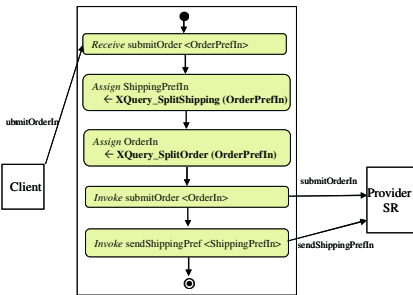 Receive submitOrder <OrderPrefIn>
Assign ShippingPrefIn
← XQuery_SplitShipping (OrderPrefIn)
ubmitOrderIn
Assign OrderIn
← XQuery_SplitOrder (OrderPrefIn)
submitOrderIn
Client
Invoke submitOrder <OrderIn>
Provider
SR
Invoke sendShippingPref <ShippingPrefIn>
sendShippingPrefIn